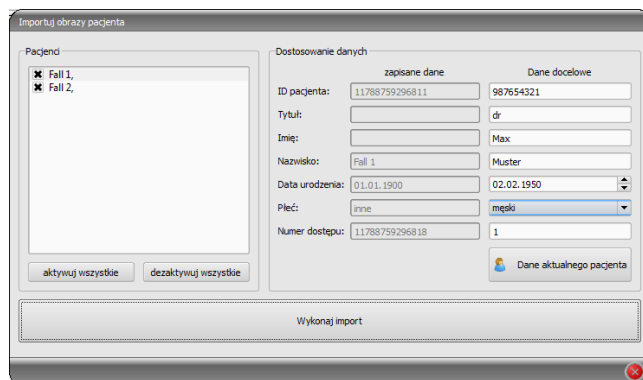 Importuj obrazy pacjenta
Pacjenci
Fall 1,
Fall 2,
aktywuj wszystkie
dezaktywuj wszystkie
Dostosowanie danych
zapisane dane Dane docelowe
ID pacjenta: 11788759296811 987654321
Tytuł: dr
Imię: Max
Nazwisko: Fall 1 Muster
Data urodzenia: 01.01.1900 02.02.1950
Płeć: inne męski
Numer dostępu: 11788759296818 1
Dane aktualnego pacjenta
Wykonaj import